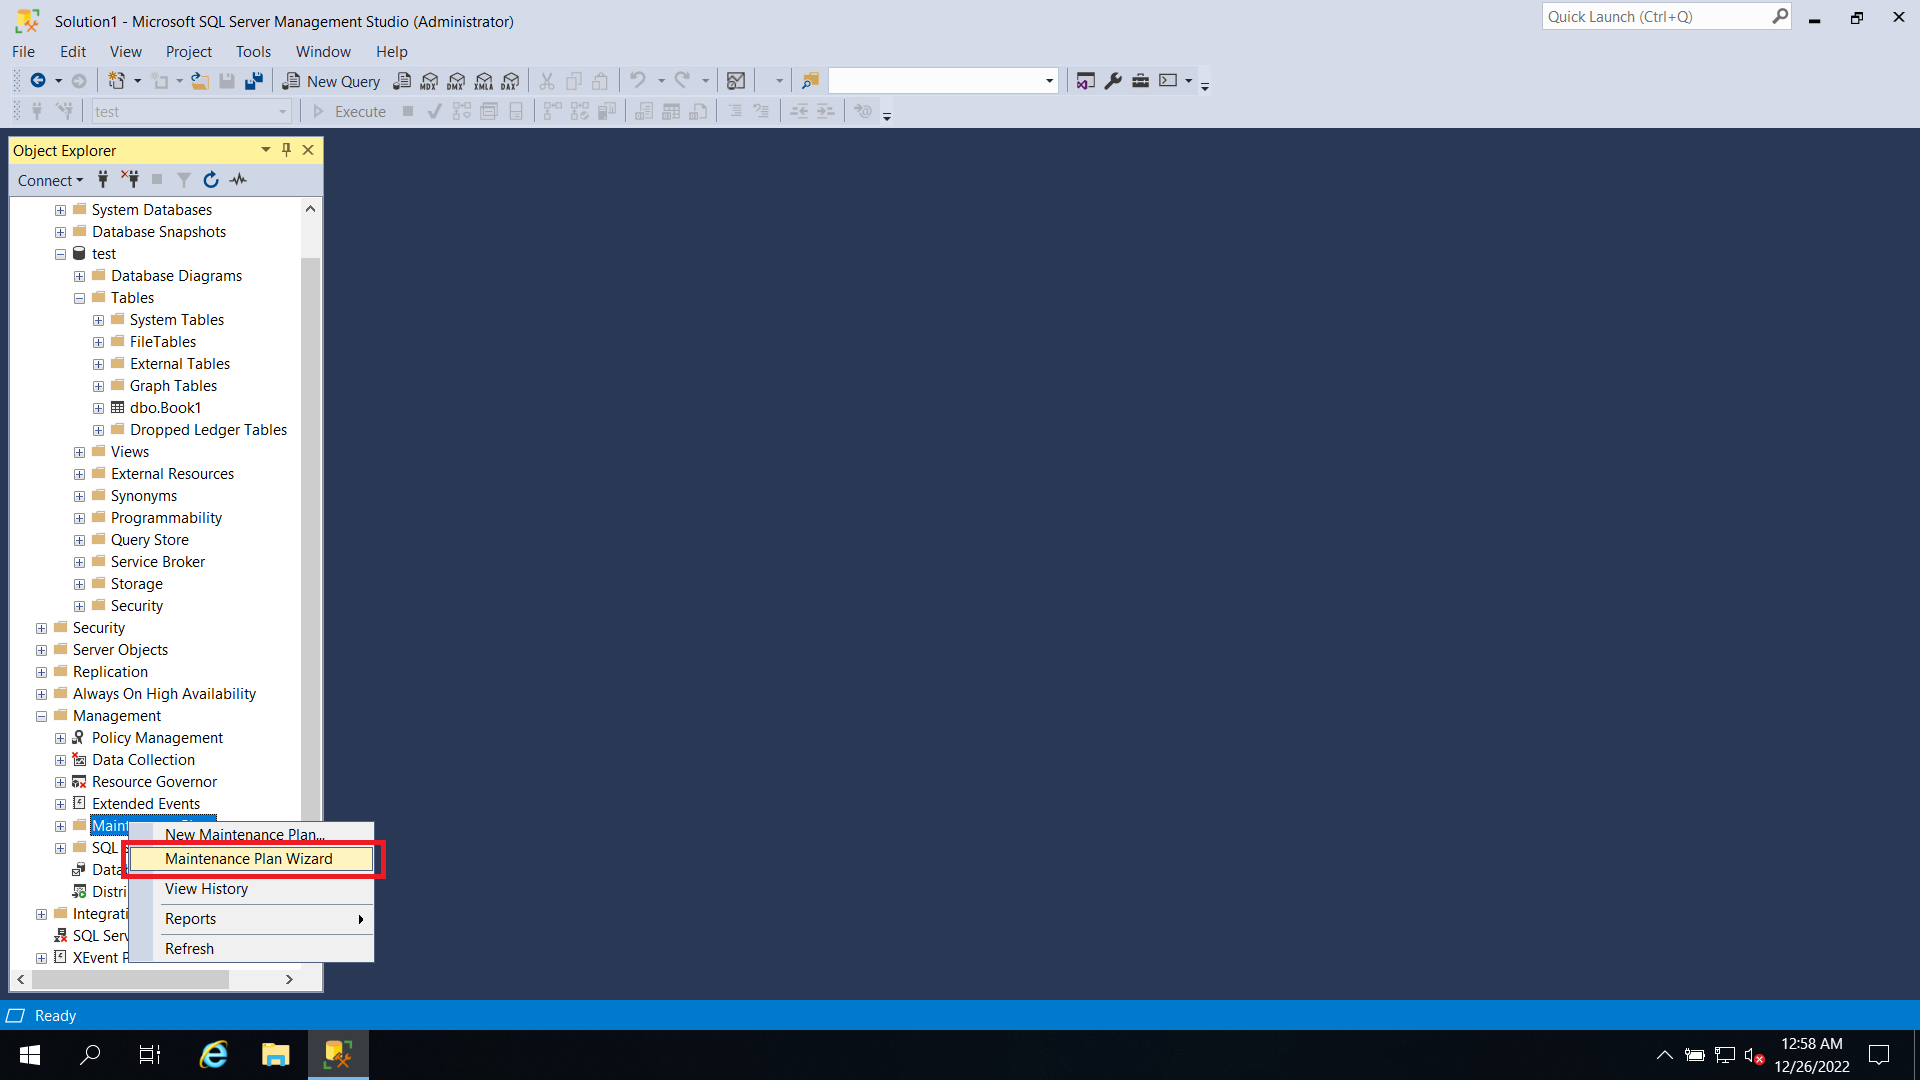 Solution1 - Microsoft SQL Server Management Studio (Administrator)
Quick Launch (Ctrl+Q)
File Edit View Project Tools Window Help
New Query MDX DMX XMLA DAX
test Execute
Object Explorer
Connect
System Databases
Database Snapshots
test
Database Diagrams
Tables
System Tables
FileTables
External Tables
Graph Tables
dbo.Book1
Dropped Ledger Tables
Views
External Resources
Synonyms
Programmability
Query Store
Service Broker
Storage
Security
Security
Server Objects
Replication
Always On High Availability
Management
Policy Management
Data Collection
Resource Governor
Extended Events
Maint
New Maintenance Plan...
SQL
Maintenance Plan Wizard
Data
View History
Distri
Integrati
Reports
SQL Serv
Refresh
XEvent P
Ready
12:58 AM
12/26/2022